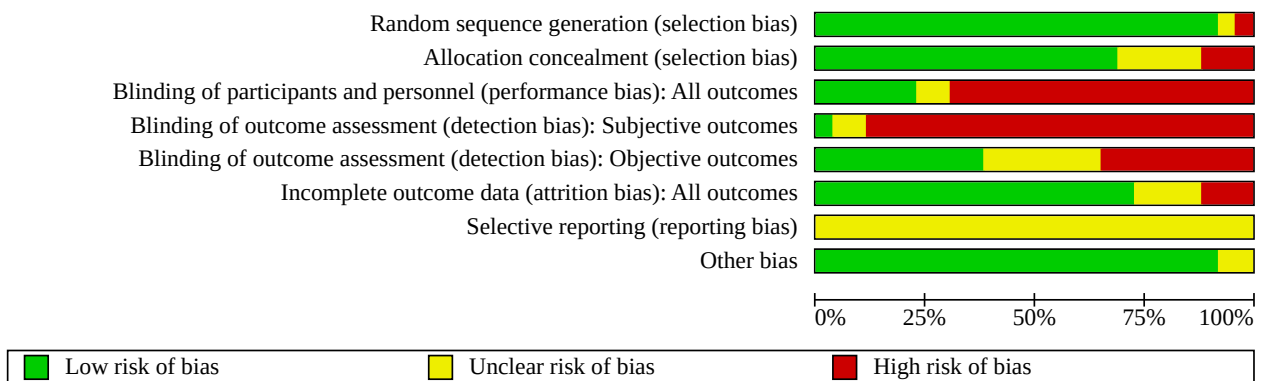 Random sequence generation (selection bias)
Allocation concealment (selection bias)
Blinding of participants and personnel (performance bias): All outcomes
Blinding of outcome assessment (detection bias): Subjective outcomes
Blinding of outcome assessment (detection bias): Objective outcomes
Incomplete outcome data (attrition bias): All outcomes
Selective reporting (reporting bias)
Other bias
0% 25% 50% 75% 100%
Low risk of bias Unclear risk of bias High risk of bias